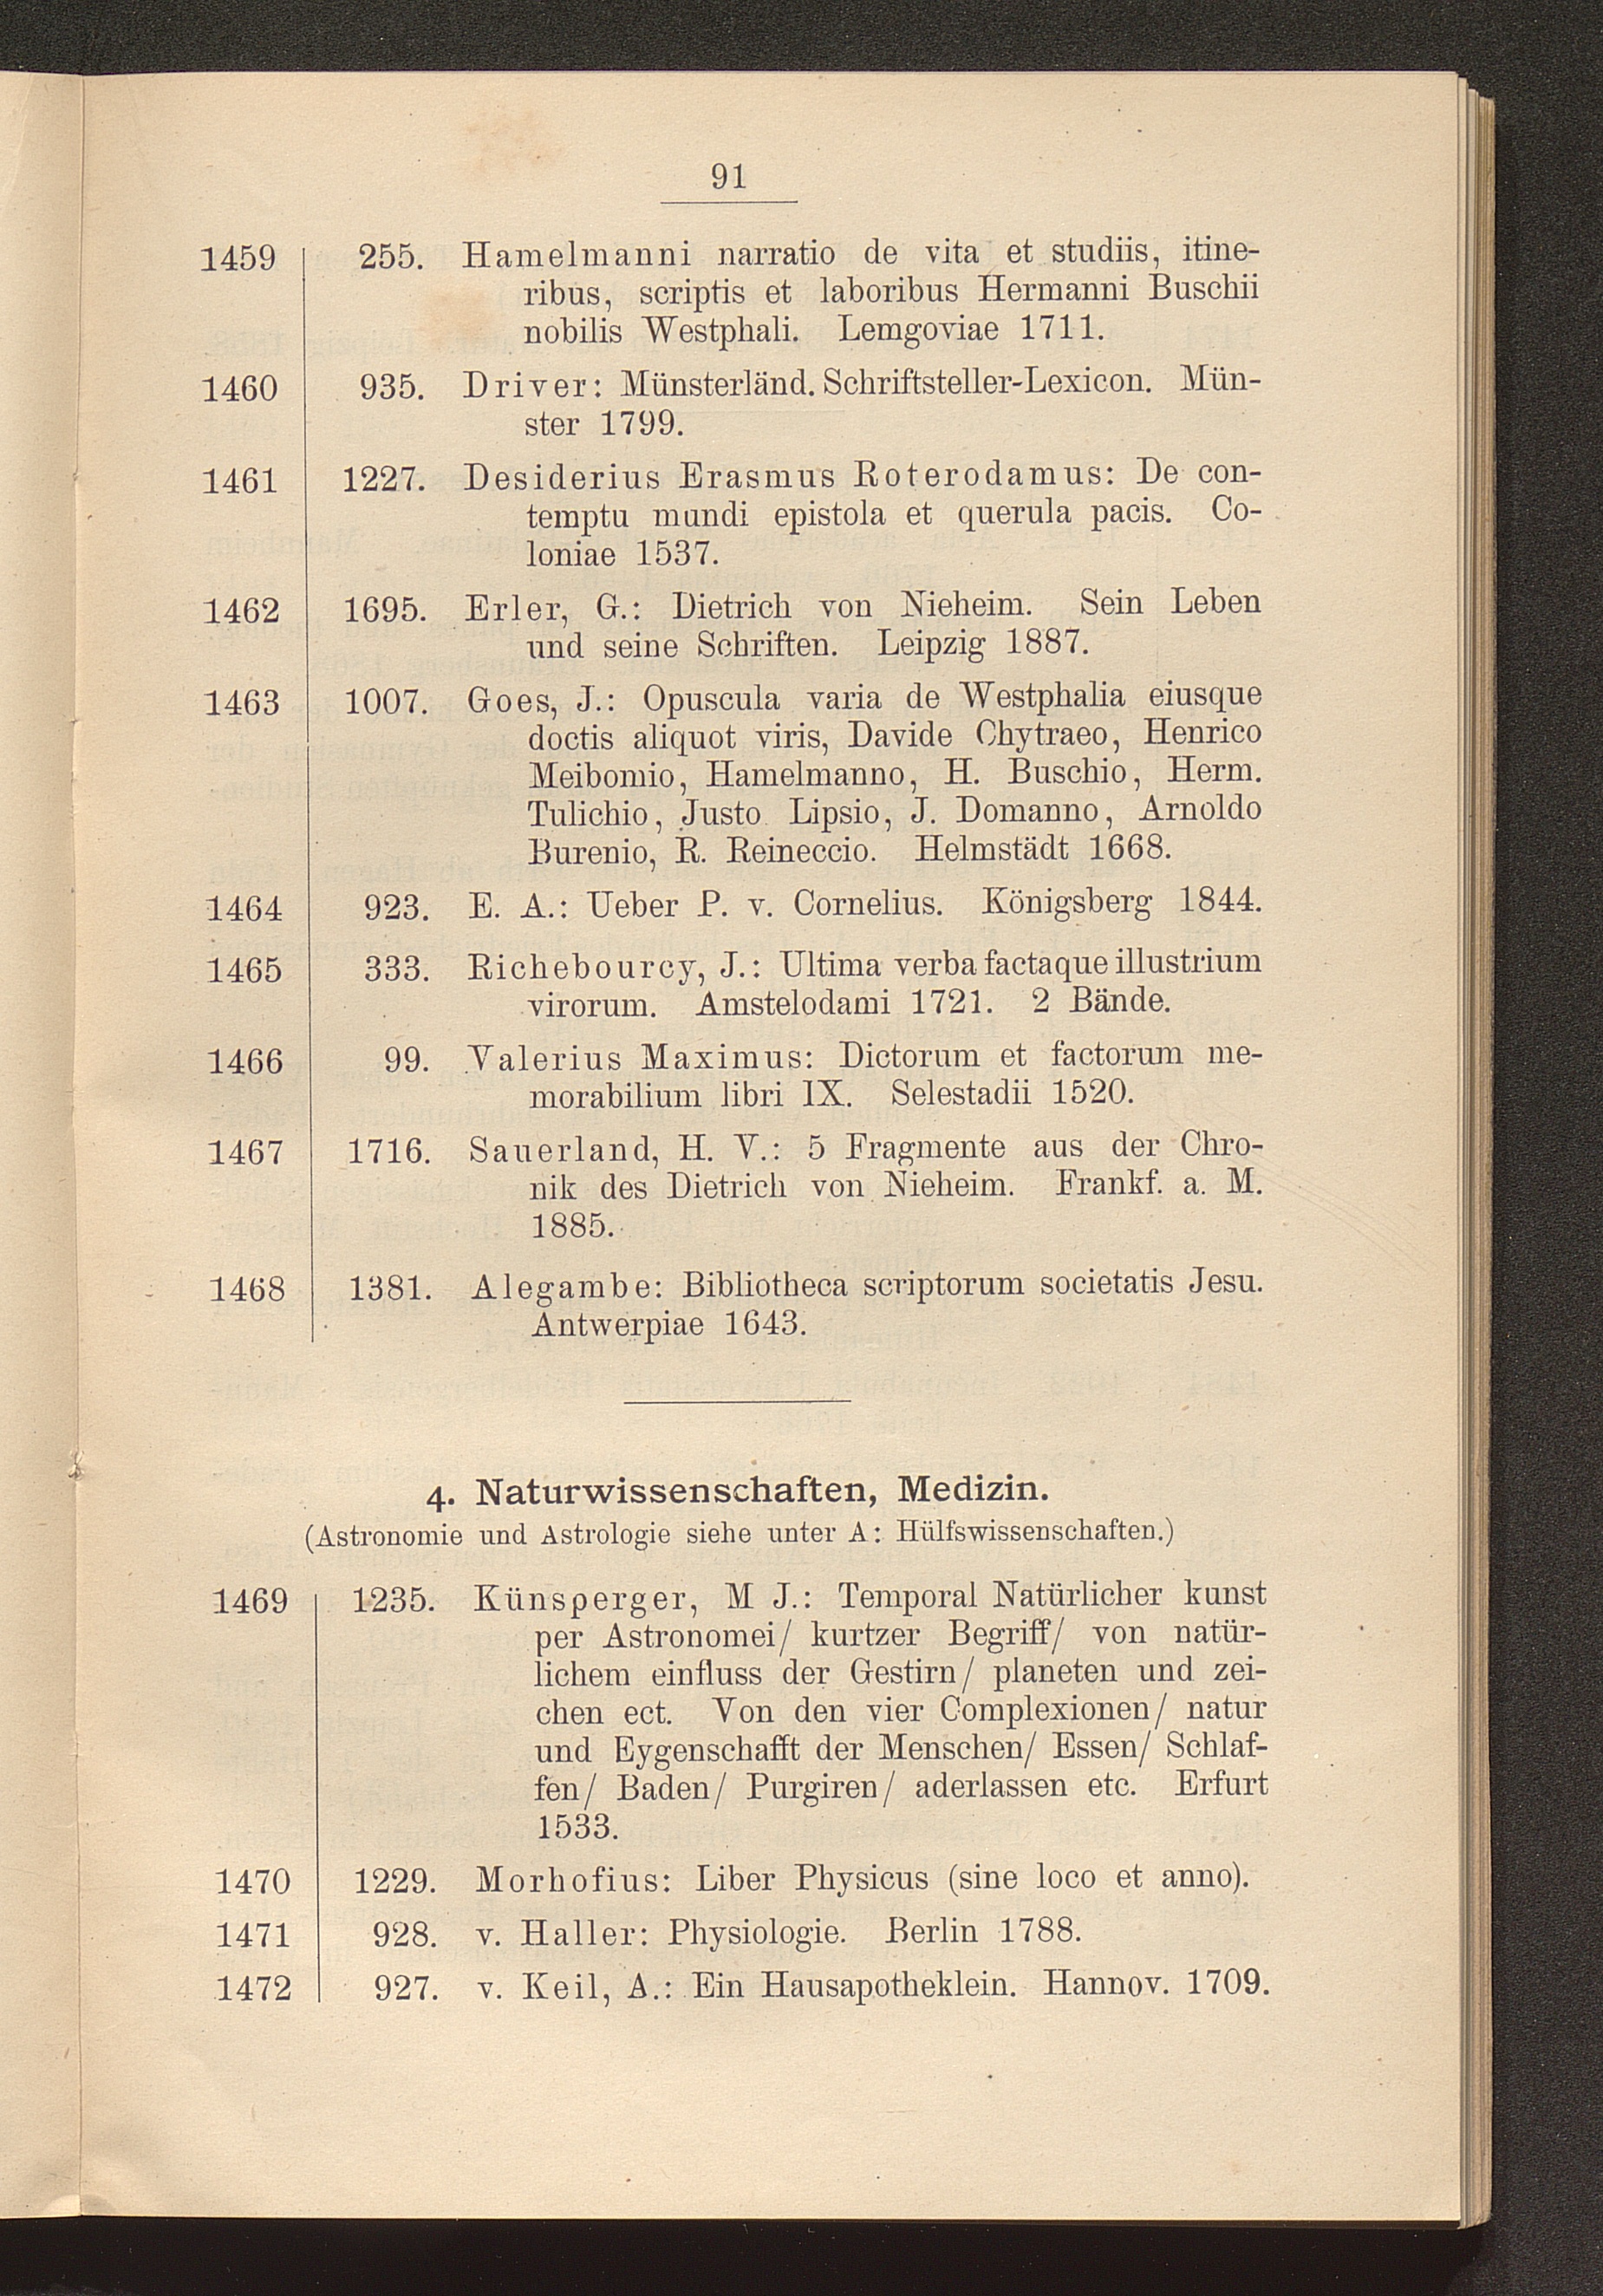 91
1459 255. Hamelmanni narratio de vita et studiis, itine-
ribus, scriptis et laboribus Hermanni Buschii
nobilis Westphali. Lemgoviae 1711.
1460 935. Driver: Münsterländ. Schriftsteller-Lexicon. Mün-
ster 1799.
1461 1227. Desiderius Erasmus Roterodamus: De con-
temptu mundi epistola et querula pacis. Co-
loniae 1537.
1462 1695. Erler, G.: Dietrich von Nieheim. Sein Leben
und seine Schriften. Leipzig 1887.
1463 1007. Goes, J.: Opuscula varia de Westphalia eiusque
doctis aliquot viris, Davide Chytraeo, Henrico
Meibomio, Hamelmanno, H. Buschio, Herm.
Tulichio, Justo Lipsio, J. Domanno, Arnoldo
Burenio, R. Reineccio. Helmstädt 1668.
1464 923. E. A.: Ueber P. v. Cornelius. Königsberg 1844.
1465 333. Richebourcy, J.: Ultima verba factaque illustrium
virorum. Amstelodami 1721. 2 Bände.
1466 99. Valerius Maximus: Dictorum et factorum me-
morabilium libri IX. Selestadii 1520.
1467 1716. Sauerland, H. V.: 5 Fragmente aus der Chro-
nik des Dietrich von Nieheim. Frankf. a. M.
1885.
1468 1381. Alegambe: Bibliotheca scriptorum societatis Jesu.
Antwerpiae 1643.
4. Naturwissenschaften, Medizin.
(Astronomie und Astrologie siehe unter A: Hülfswissenschaften.)
1469 1235. Künsperger, M J.: Temporal Natürlicher kunst
per Astronomei/ kurtzer Begriff/ von natür-
lichem einfluss der Gestirn/ planeten und zei-
chen ect. Von den vier Complexionen/ natur
und Eygenschafft der Menschen/ Essen/ Schlaf-
fen/ Baden/ Purgiren/ aderlassen etc. Erfurt
1533.
1470 1229. Morhofius: Liber Physicus (sine loco et anno).
1471 928. v. Haller: Physiologie. Berlin 1788.
1472 927. v. Keil, A.: Ein Hausapotheklein. Hannov. 1709.